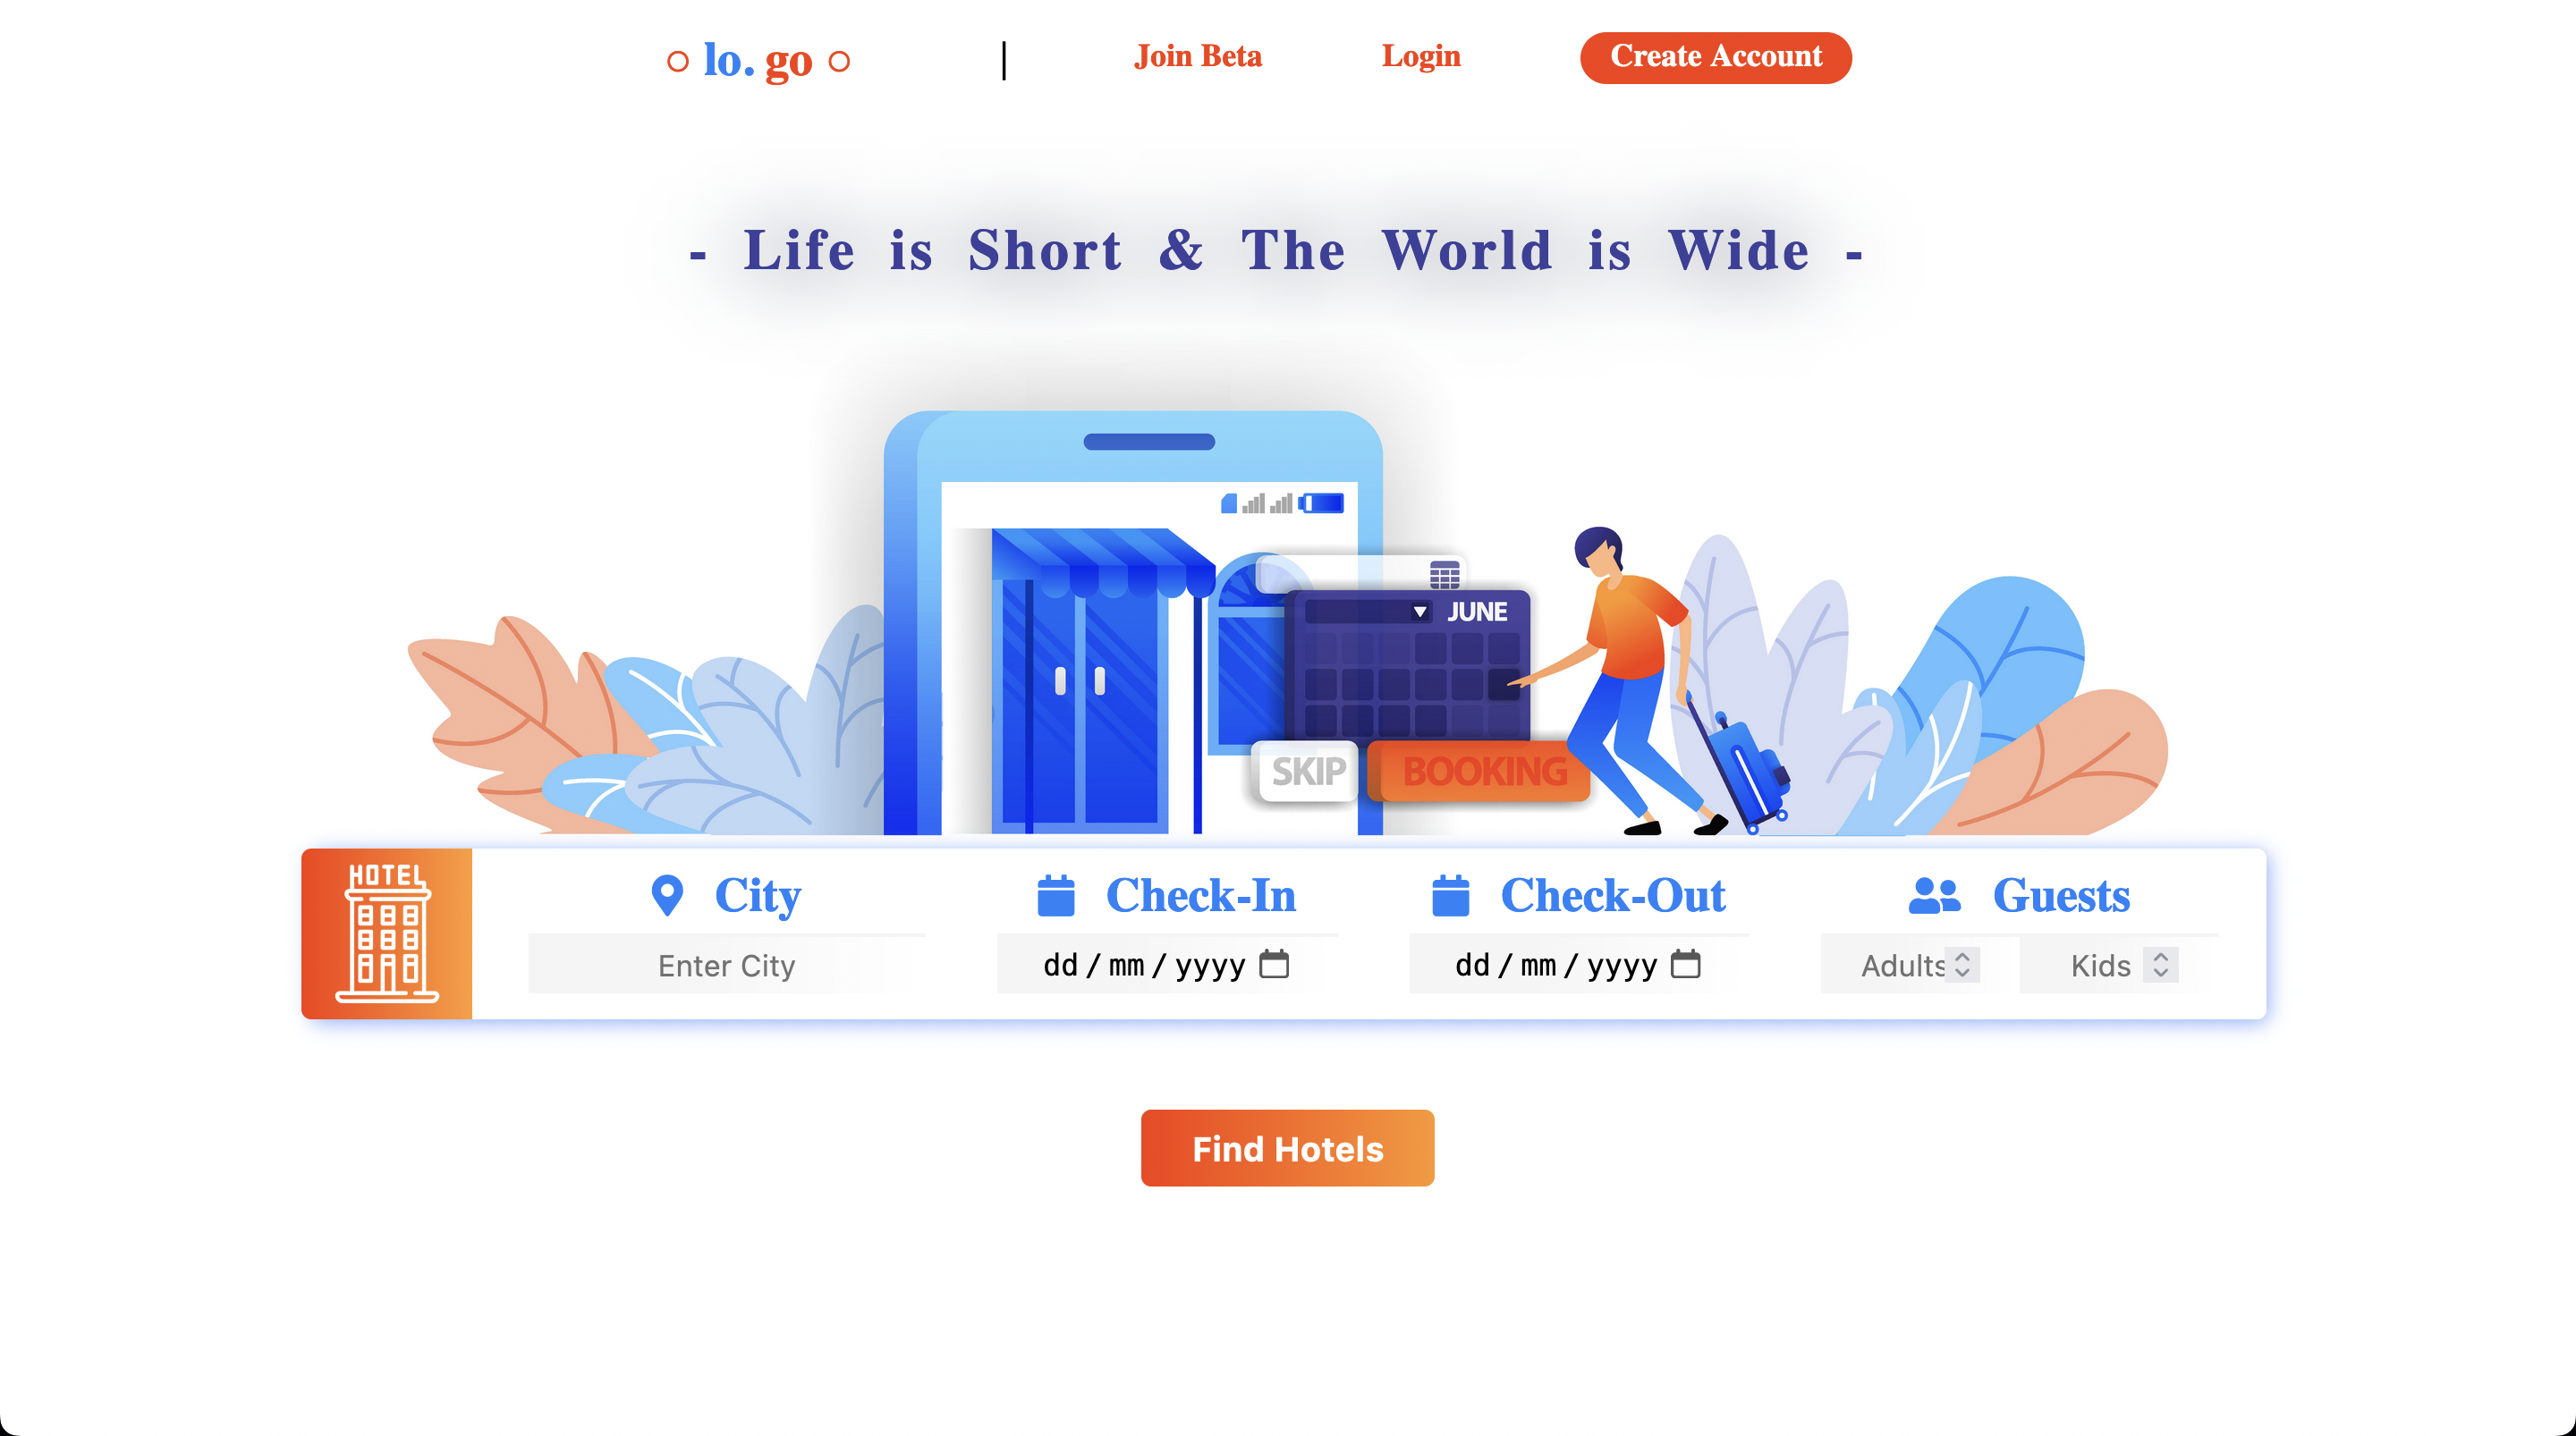 lo. go | Join Beta Login Create Account
- Life is Short & The World is Wide -
JUNE
SKIP BOOKING
HOTEL
City Check-In Check-Out Guests
Enter City dd/mm/yyyy dd/mm/yyyy Adults Kids
Find Hotels